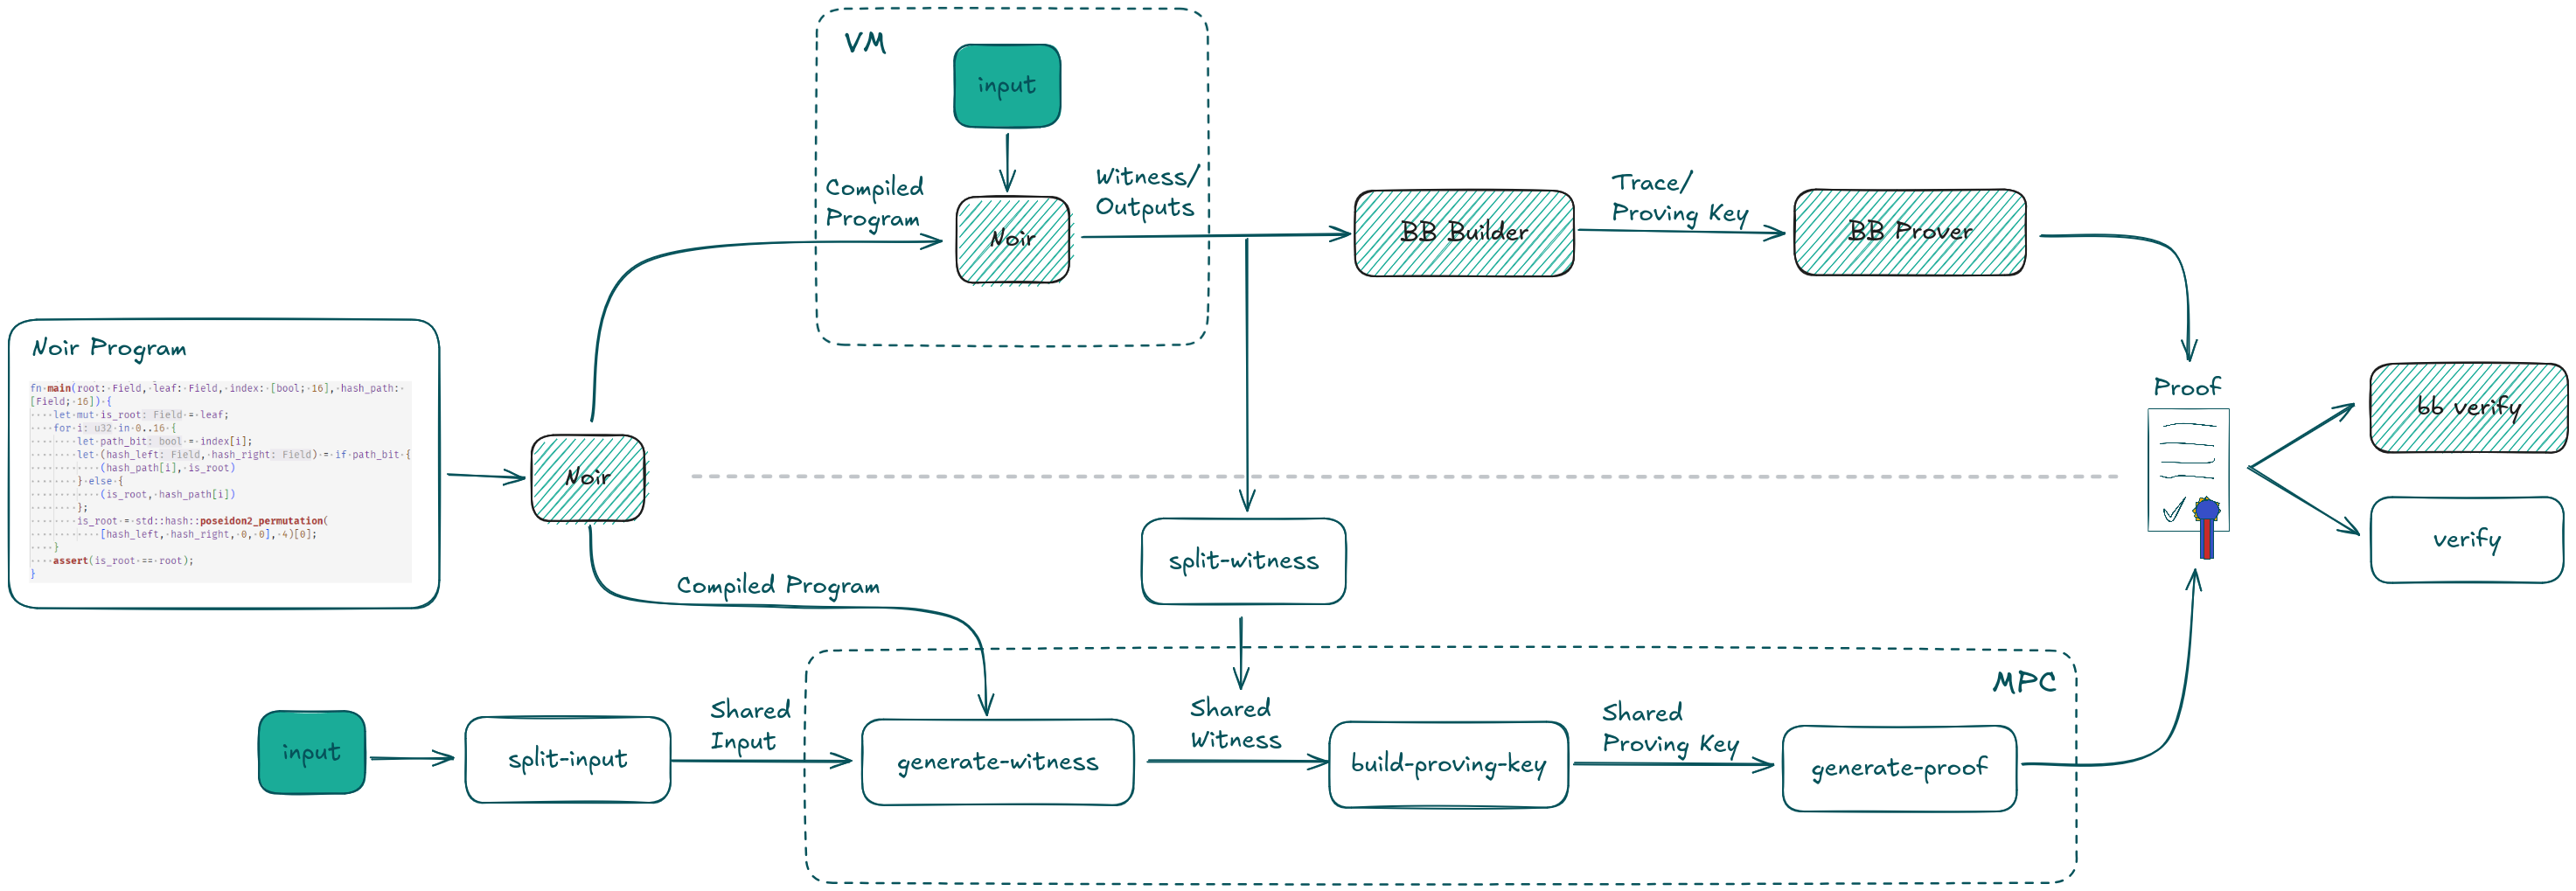 VM
input
Compiled
Program
Noir
Witness/
Outputs
BB Builder
Trace/
Proving Key
BB Prover
Noir Program
fn main(root: Field, leaf: Field, index: [bool; 16], hash_path:
[Field; 16]) {
let mut is_root: Field = leaf;
for i: u32 in 0..16 {
let path_bit: bool = index[i];
let (hash_left: Field, hash_right: Field) = if path_bit {
(hash_path[i], is_root)
} else {
(is_root, hash_path[i])
};
is_root = std::hash::poseidon2_permutation(
[hash_left, hash_right, 0, 0], 4)[0];
}
assert(is_root == root);
}
Noir
Proof
bb verify
verify
split-witness
Compiled Program
MPC
input
split-input
Shared
Input
generate-witness
Shared
Witness
build-proving-key
Shared
Proving Key
generate-proof